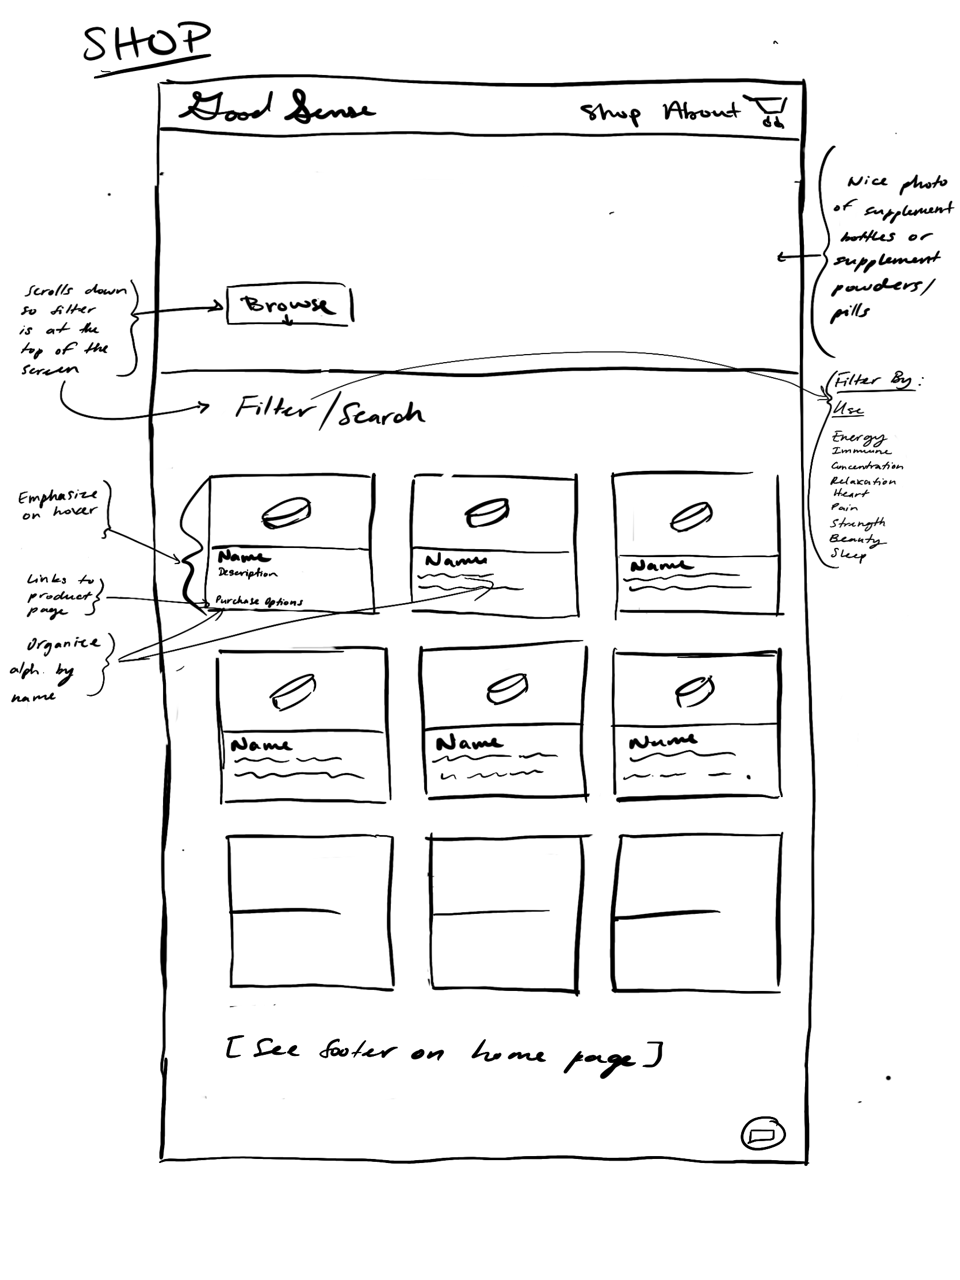 SHOP
Good Sense
Shop About
Nice photo
of supplement
bottles or
supplement
powders/
pills
Scrolls down
so filter
is at the
top of the
screen
Browse
Filter/Search
Filter By:
Use
Energy
Immune
Concentration
Relaxation
Heart
Pain
Strength
Beauty
Sleep
Emphasize
on hover
Name
Description
Purchase Options
Name
Name
Links to
product
page
Organize
alph. by
name
Name
Name
Name
[See footer on home page]